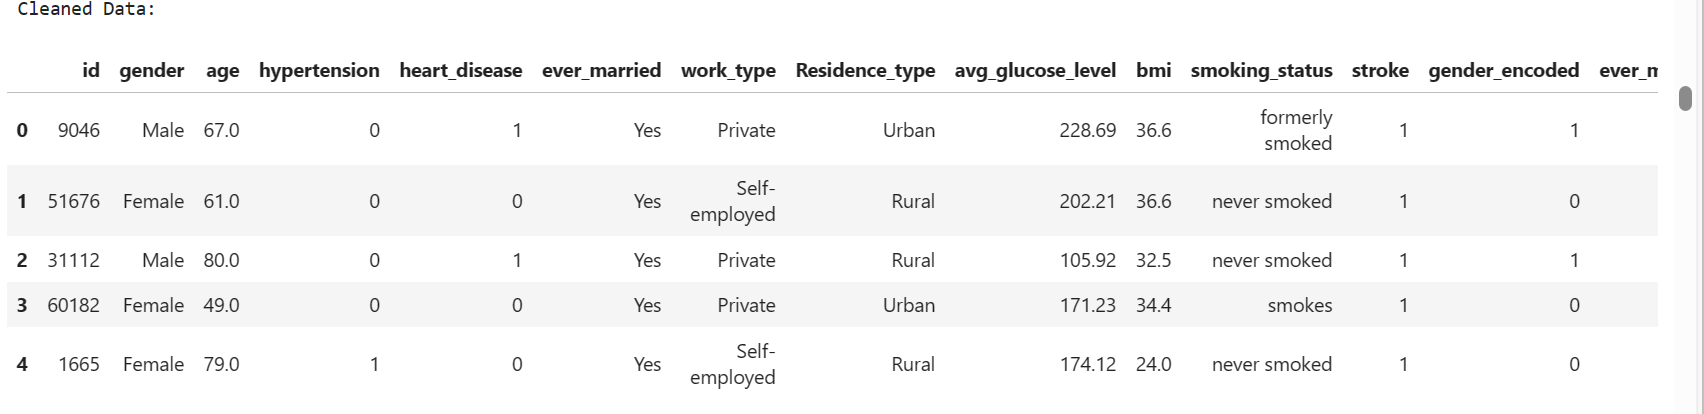 Cleaned Data:
id gender age hypertension heart_disease ever_married work_type Residence_type avg_glucose_level bmi smoking_status stroke gender_encoded ever_m
0 9046 Male 67.0 0 1 Yes Private Urban 228.69 36.6 formerly smoked 1 1
1 51676 Female 61.0 0 0 Yes Self-employed Rural 202.21 36.6 never smoked 1 0
2 31112 Male 80.0 0 1 Yes Private Rural 105.92 32.5 never smoked 1 1
3 60182 Female 49.0 0 0 Yes Private Urban 171.23 34.4 smokes 1 0
4 1665 Female 79.0 1 0 Yes Self-employed Rural 174.12 24.0 never smoked 1 0